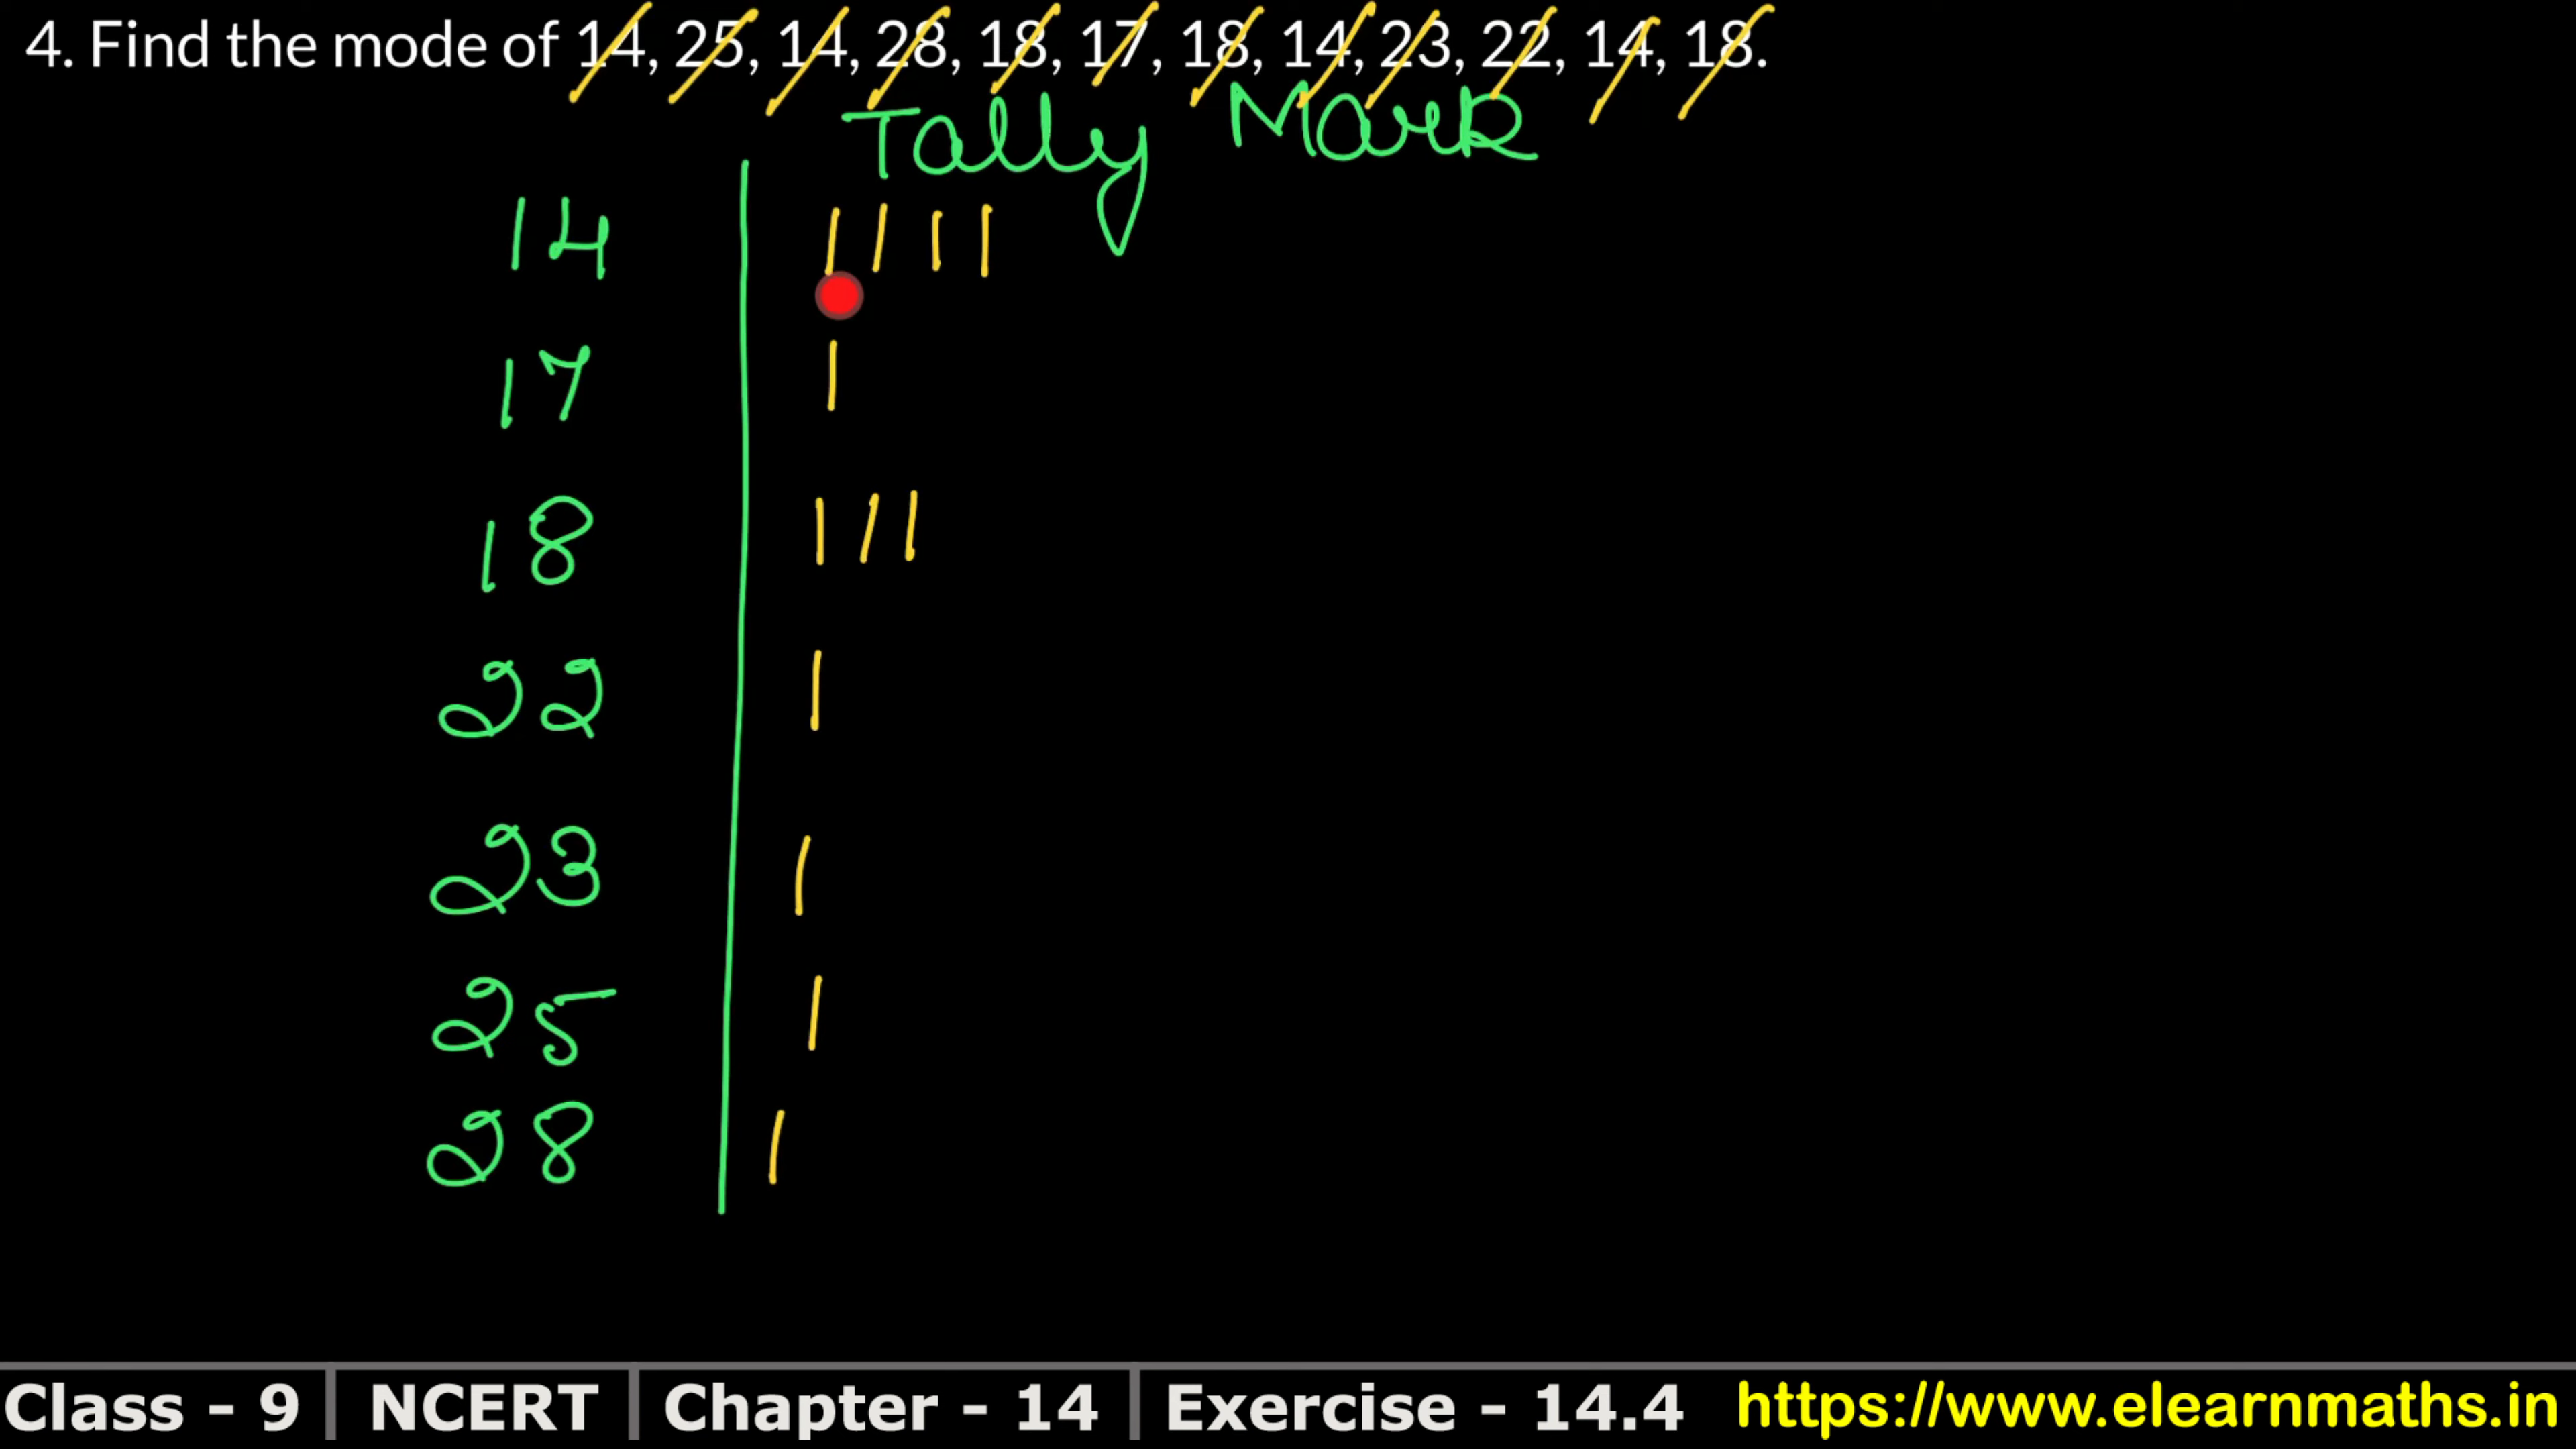 4. Find the mode of 14, 25, 14, 28, 18, 17, 18, 14, 23, 22, 14, 18.
Tally Mark
14 | | | |
17 |
18 | | |
22 |
23 |
25 |
28 |
Class - 9 | NCERT | Chapter - 14 | Exercise - 14.4 https://www.elearnmaths.in